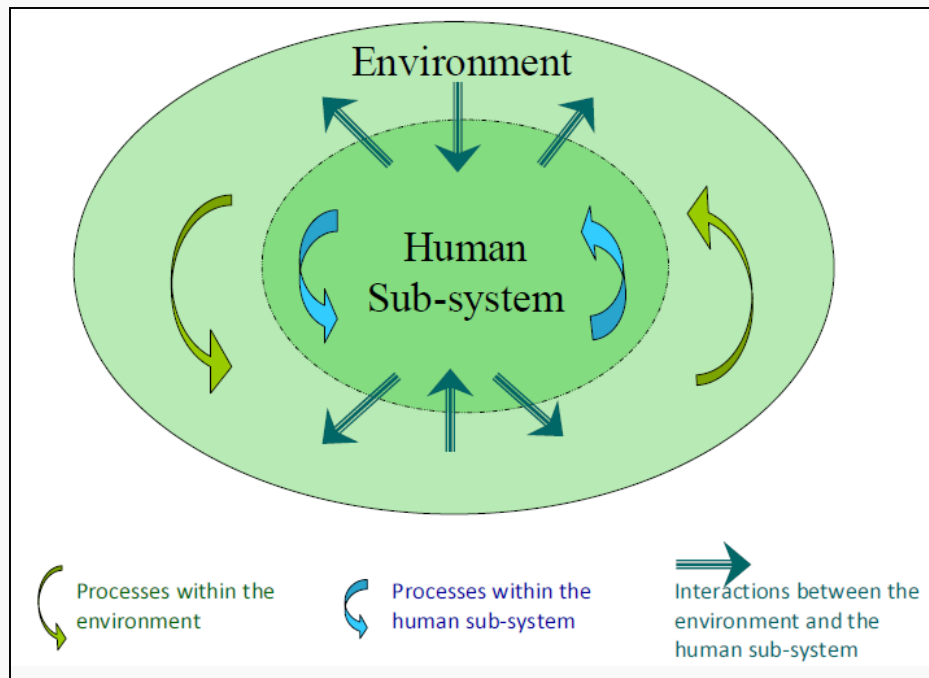 Environment
Human
Sub-system
Processes within the
environment
Processes within the
human sub-system
Interactions between the
environment and the
human sub-system